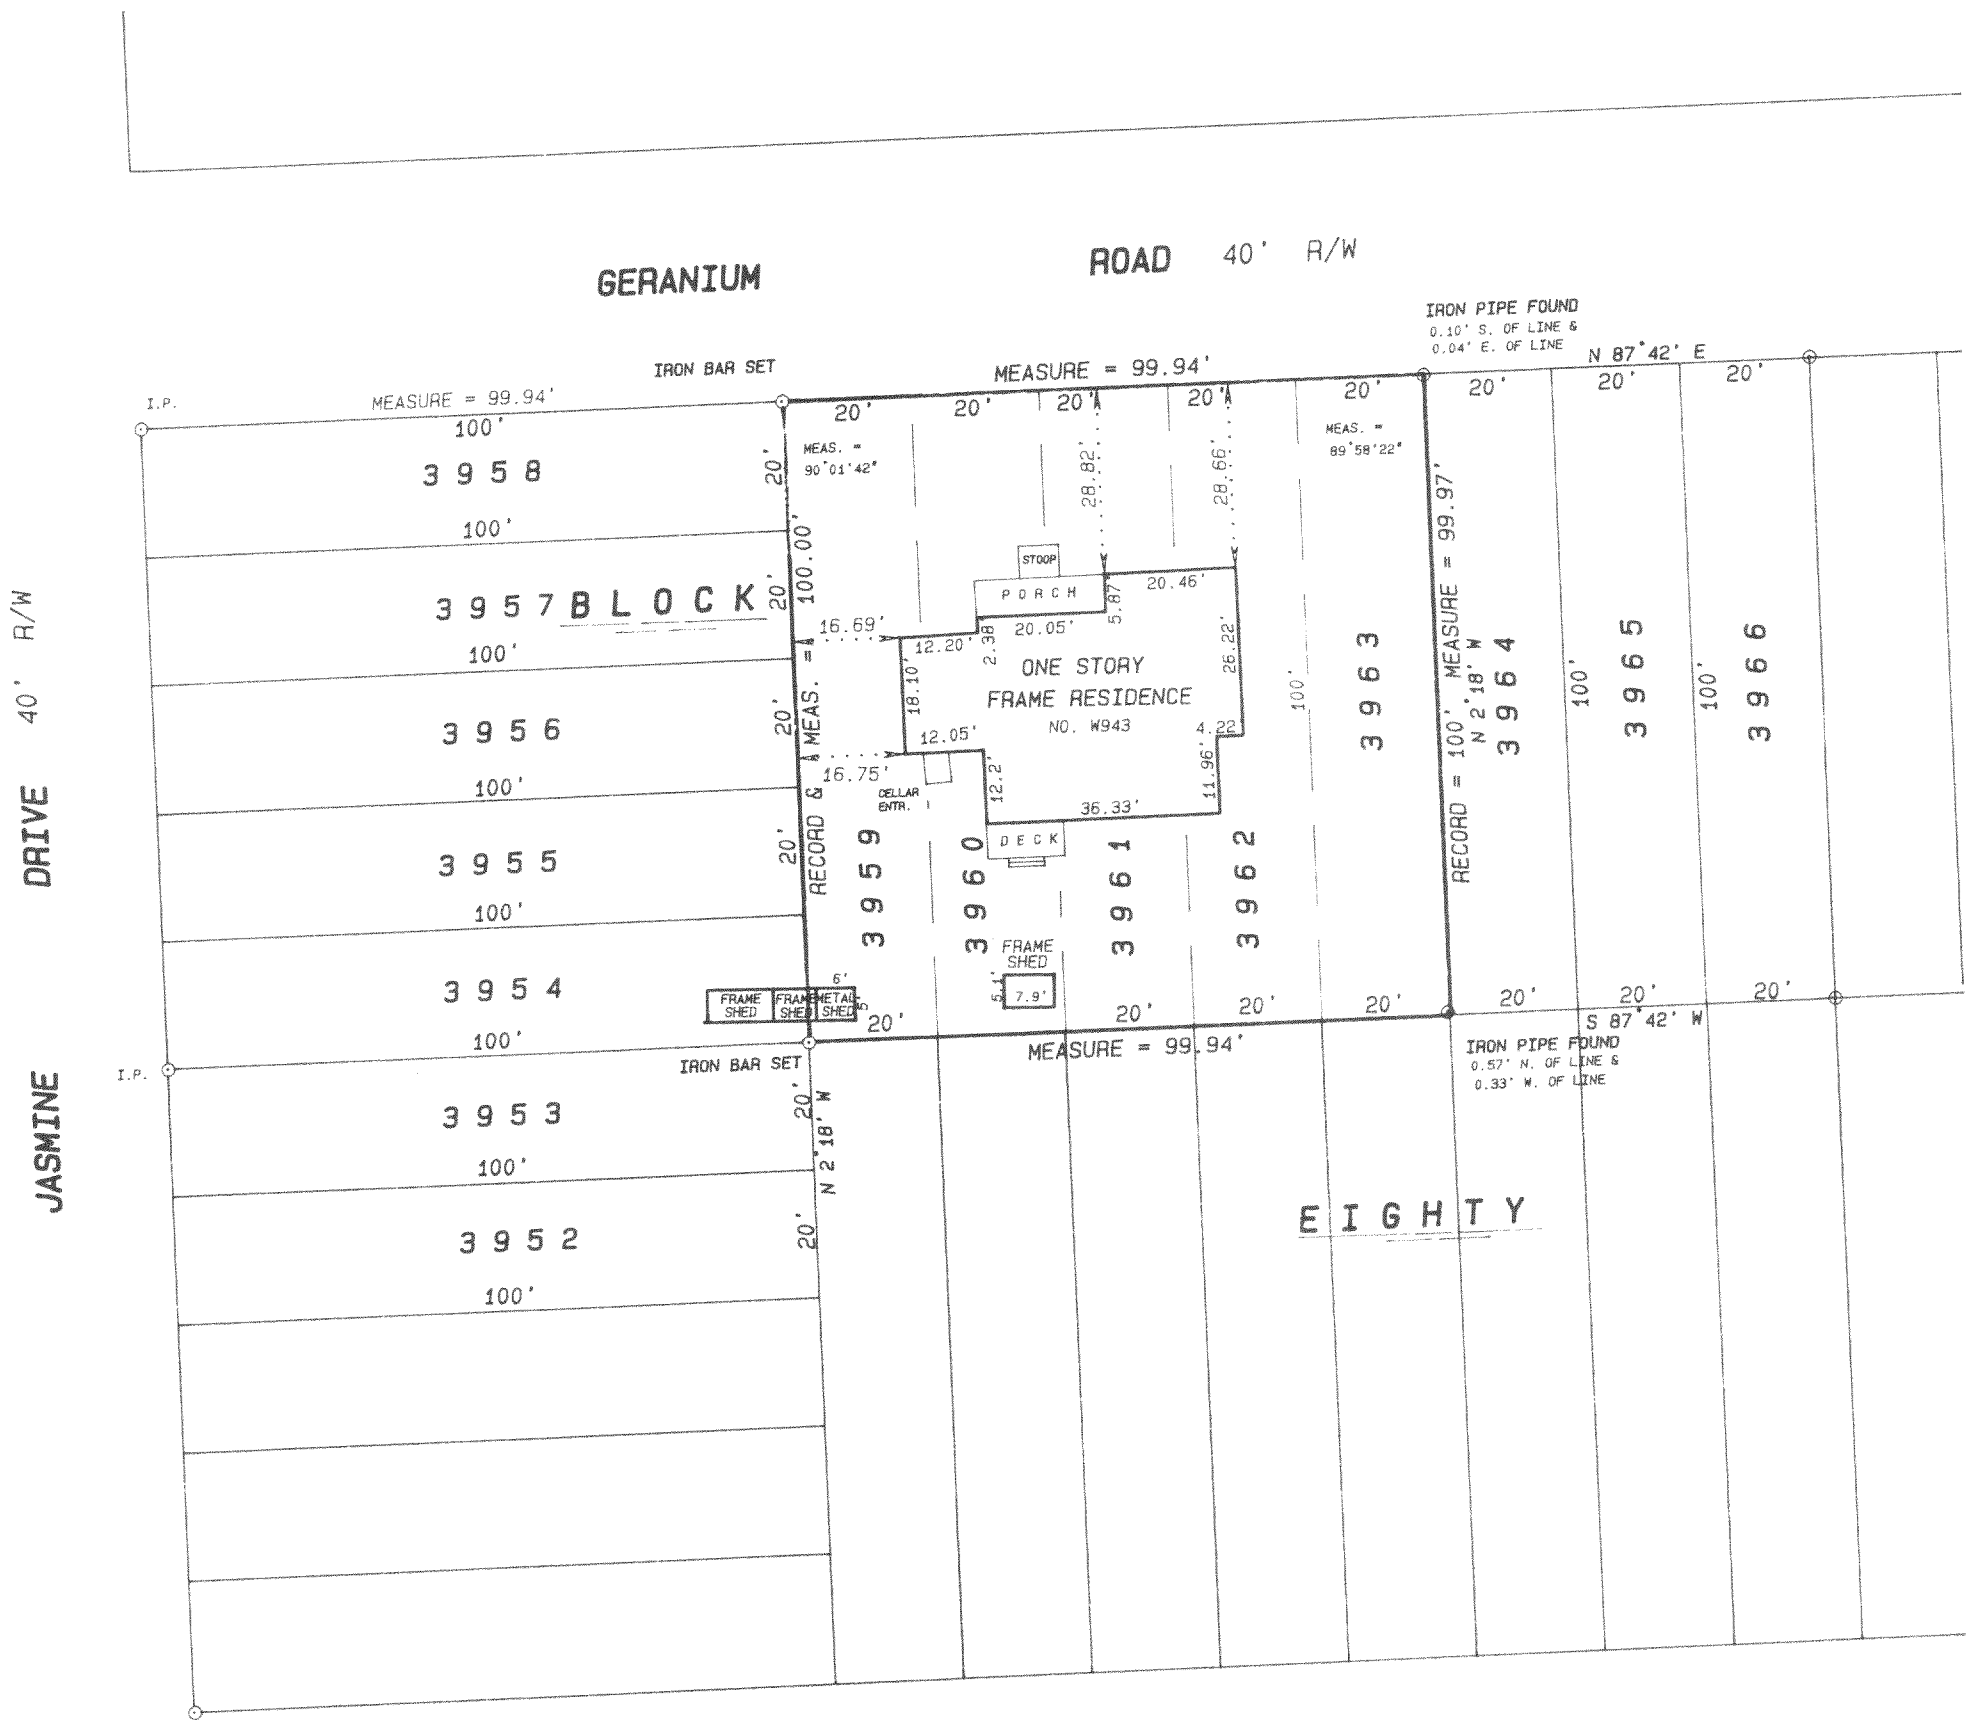 GERANIUM ROAD 40' R/W
IRON PIPE FOUND
0.10' S. OF LINE &
0.04' E. OF LINE
N 87°42' E
IRON BAR SET
MEASURE = 99.94'
I.P.
MEASURE = 99.94'
100'
20' 20' 20' 20' 20' 20' 20' 20'
MEAS. =
90°01'42"
MEAS. =
89°58'22"
3958
20'
28.82'
28.66'
100'
3957
BLOCK
20'
100'
RECORD & MEAS. = 100.00'
RECORD = 100' MEASURE = 99.97'
N 2°18' W
STOOP
PORCH
5.87'
20.46'
16.69'
12.20'
2.38'
20.05'
18.10'
26.22'
ONE STORY
FRAME RESIDENCE
NO. W943
4.22
12.05'
16.75'
CELLAR
ENTR.
12.2'
11.96'
36.33'
DECK
100'
3963
3964
100'
3965
100'
3966
3956
20'
100'
3955
20'
100'
3959
3960
3961
3962
3954
100'
FRAME
SHED
FRAME
SHED
METAL
SHED
6'
5'
FRAME
SHED
5.1'
7.9'
20' 20' 20' 20' 20' 20' 20'
MEASURE = 99.94'
S 87°42' W
IRON PIPE FOUND
0.57' N. OF LINE &
0.33' W. OF LINE
IRON BAR SET
I.P.
3953
20'
N 2°18' W
100'
3952
20'
100'
EIGHTY
JASMINE DRIVE 40' R/W